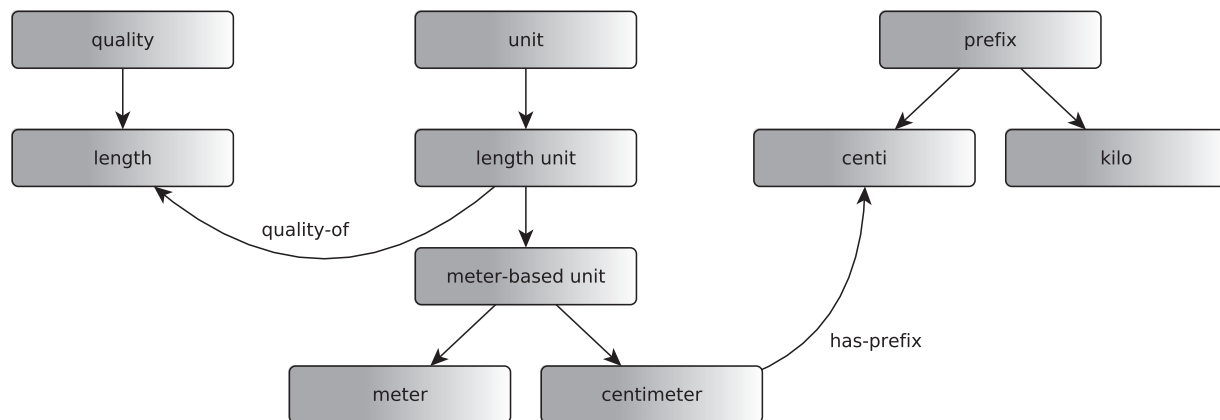 quality
unit
prefix
length
length unit
centi
kilo
quality-of
meter-based unit
has-prefix
meter
centimeter